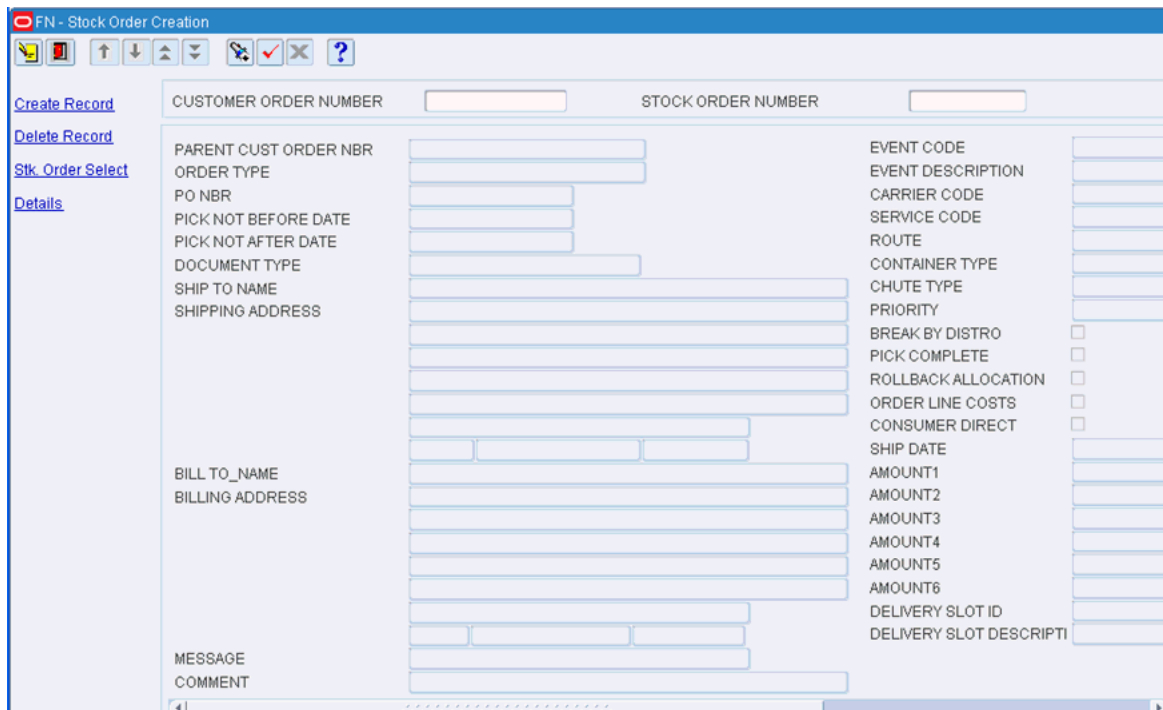 FN - Stock Order Creation
?
Create Record
Delete Record
Stk. Order Select
Details
CUSTOMER ORDER NUMBER
STOCK ORDER NUMBER
PARENT CUST ORDER NBR
ORDER TYPE
PO NBR
PICK NOT BEFORE DATE
PICK NOT AFTER DATE
DOCUMENT TYPE
SHIP TO NAME
SHIPPING ADDRESS
BILL TO_NAME
BILLING ADDRESS
MESSAGE
COMMENT
EVENT CODE
EVENT DESCRIPTION
CARRIER CODE
SERVICE CODE
ROUTE
CONTAINER TYPE
CHUTE TYPE
PRIORITY
BREAK BY DISTRO
PICK COMPLETE
ROLLBACK ALLOCATION
ORDER LINE COSTS
CONSUMER DIRECT
SHIP DATE
AMOUNT1
AMOUNT2
AMOUNT3
AMOUNT4
AMOUNT5
AMOUNT6
DELIVERY SLOT ID
DELIVERY SLOT DESCRIPTI